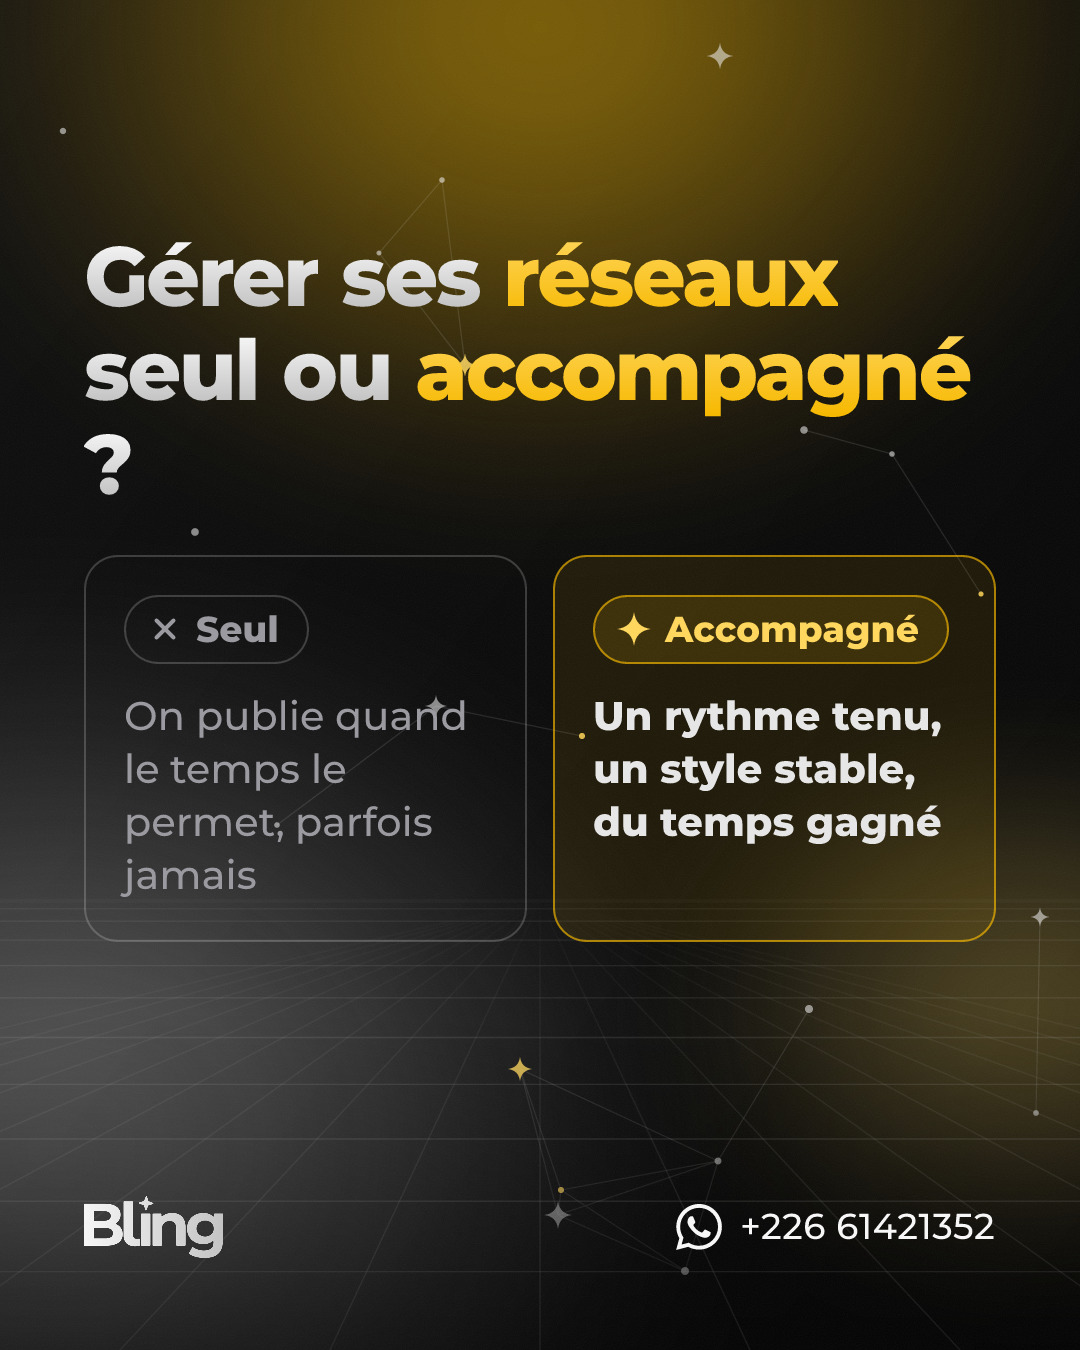 Gérer ses réseaux
seul ou accompagné
?
Seul
On publie quand
le temps le
permet, parfois
jamais
Accompagné
Un rythme tenu,
un style stable,
du temps gagné
Bling
+226 61421352